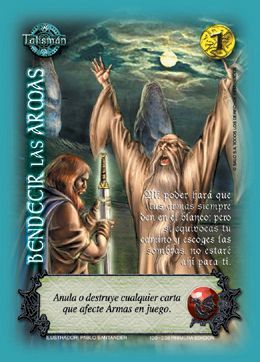 Talismán
1
BENDECIR LAS ARMAS
Mi poder hará que
tus armas siempre
den en el blanco; pero
si equivocas tu
camino y escoges las
sombras, no estaré
ahí para ti.
Anula o destruye cualquier carta
que afecte Armas en juego.
ILUSTRADOR: PABLO SANTANDER
PRIMERA EDICION